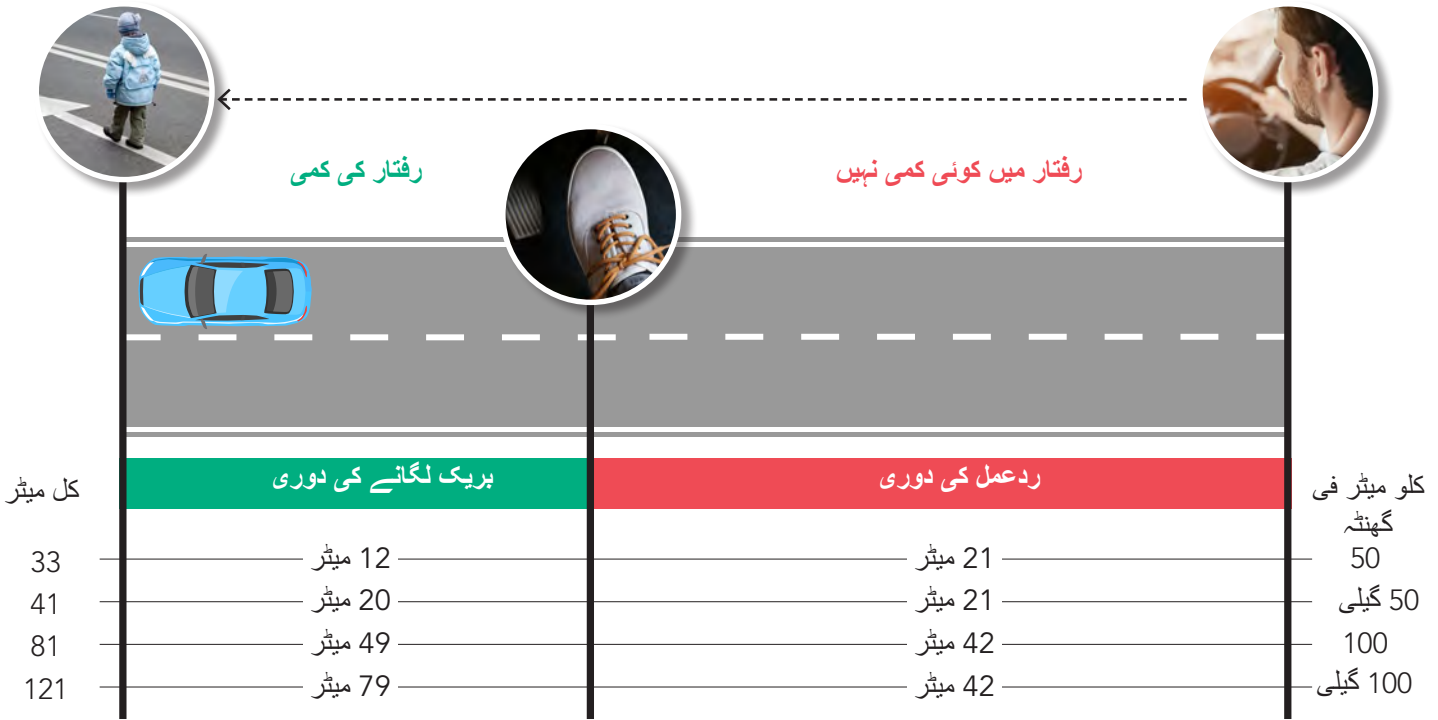 رفتار میں کوئی کمی نہیں
رفتار کی کمی
کلو میٹر فی گھنٹہ
ردعمل کی دوری
بریک لگانے کی دوری
کل میٹر
50 21 میٹر 12 میٹر 33
50 گیلی 21 میٹر 20 میٹر 41
100 42 میٹر 49 میٹر 81
100 گیلی 42 میٹر 79 میٹر 121